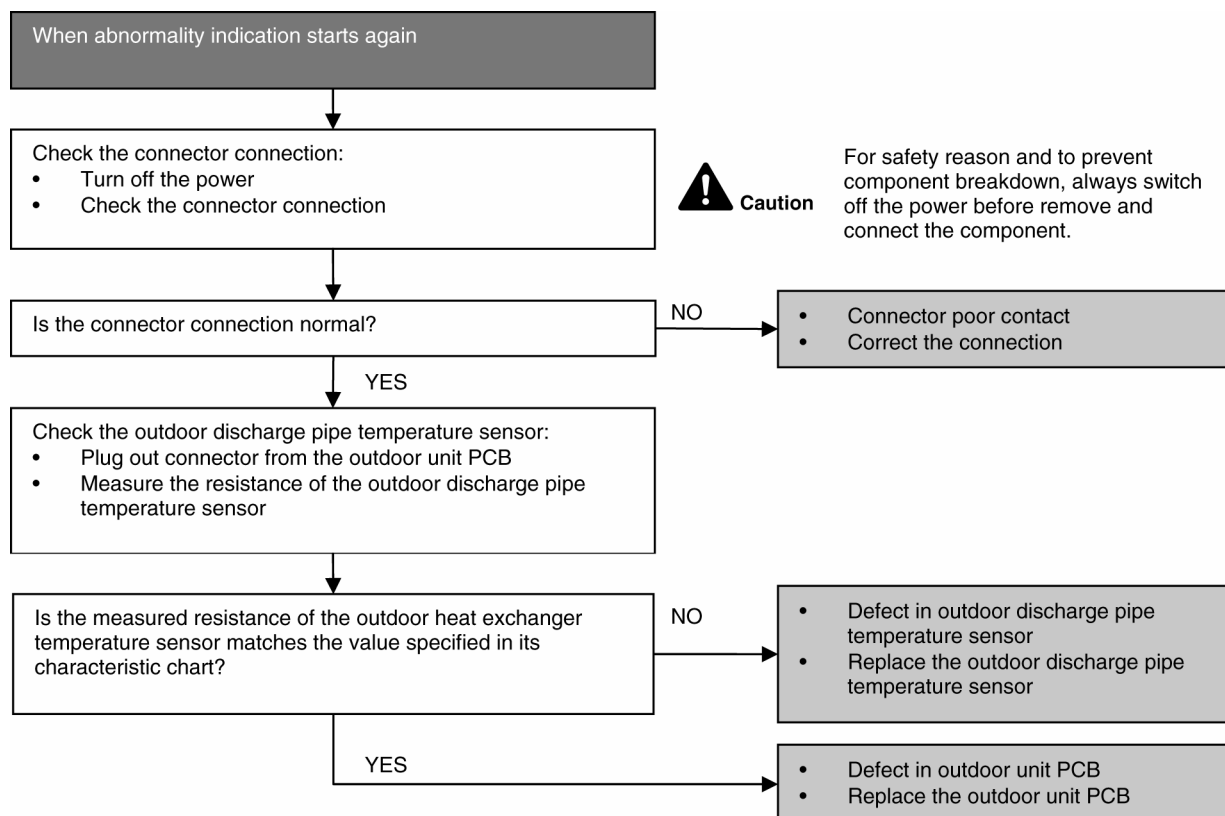 When abnormality indication starts again
Check the connector connection:
• Turn off the power
• Check the connector connection
Caution
For safety reason and to prevent
component breakdown, always switch
off the power before remove and
connect the component.
Is the connector connection normal?
NO
• Connector poor contact
• Correct the connection
YES
Check the outdoor discharge pipe temperature sensor:
• Plug out connector from the outdoor unit PCB
• Measure the resistance of the outdoor discharge pipe
temperature sensor
Is the measured resistance of the outdoor heat exchanger
temperature sensor matches the value specified in its
characteristic chart?
NO
• Defect in outdoor discharge pipe
temperature sensor
• Replace the outdoor discharge pipe
temperature sensor
YES
• Defect in outdoor unit PCB
• Replace the outdoor unit PCB